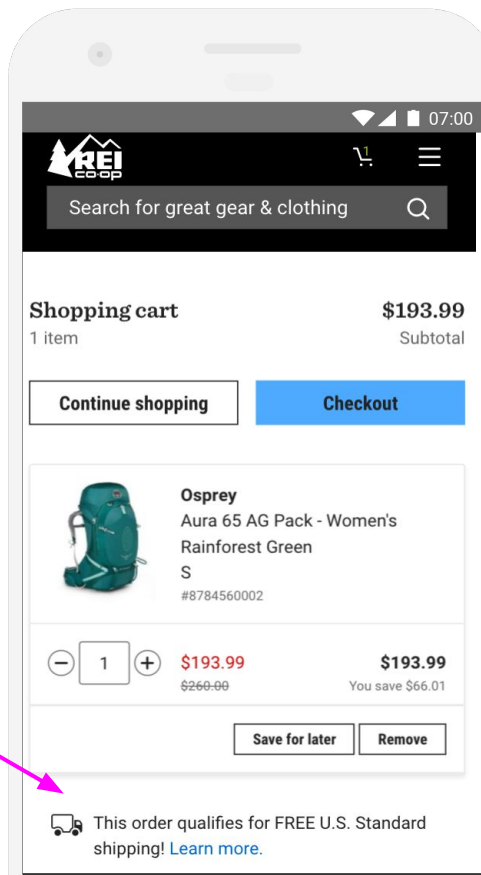 07:00
REI
CO·OP
1
Search for great gear & clothing
Shopping cart $193.99
1 item Subtotal
Continue shopping Checkout
Osprey
Aura 65 AG Pack - Women's
Rainforest Green
S
#8784560002
1 $193.99 $193.99
$260.00 You save $66.01
Save for later Remove
This order qualifies for FREE U.S. Standard
shipping! Learn more.